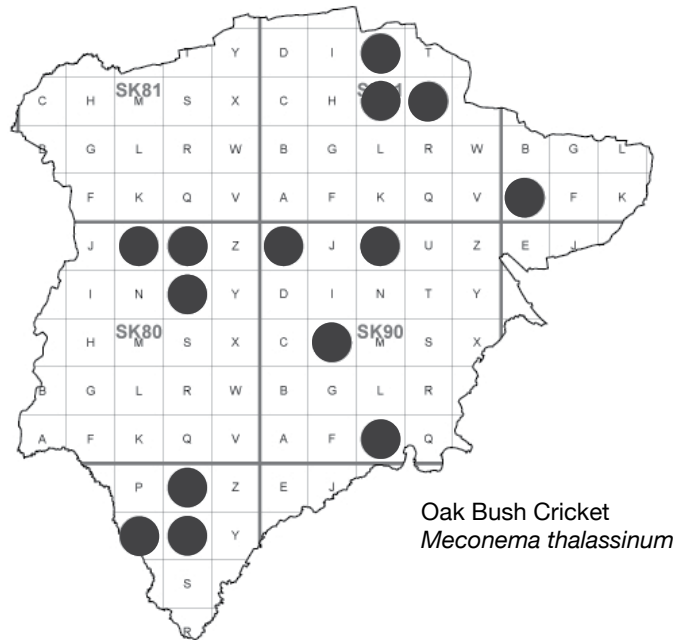 T Y D I T
SK81
C H M S X C H
B G L R W B G L R W B G L
F K Q V A F K Q V F K
J Z J U Z E J
I N Y D I N T Y
SK80 SK90
H M S X C M S X
B G L R W B G L R
A F K Q V A F Q
P Z E J
Y
S
R
Oak Bush Cricket
Meconema thalassinum